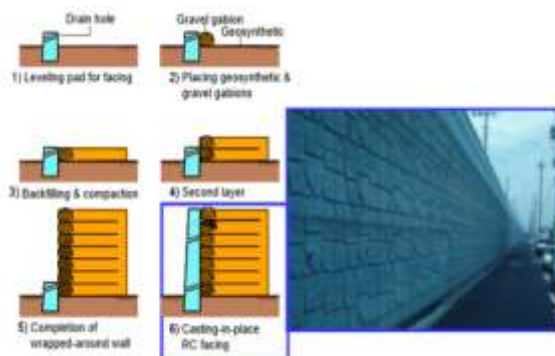 Drain hole
Gravel gabion
Geosynthetic
1) Leveling pad for facing
2) Placing geosynthetic &
gravel gabions
3) Backfilling & compaction
4) Second layer
5) Completion of
wrapped-around wall
6) Casting-in-place
RC facing